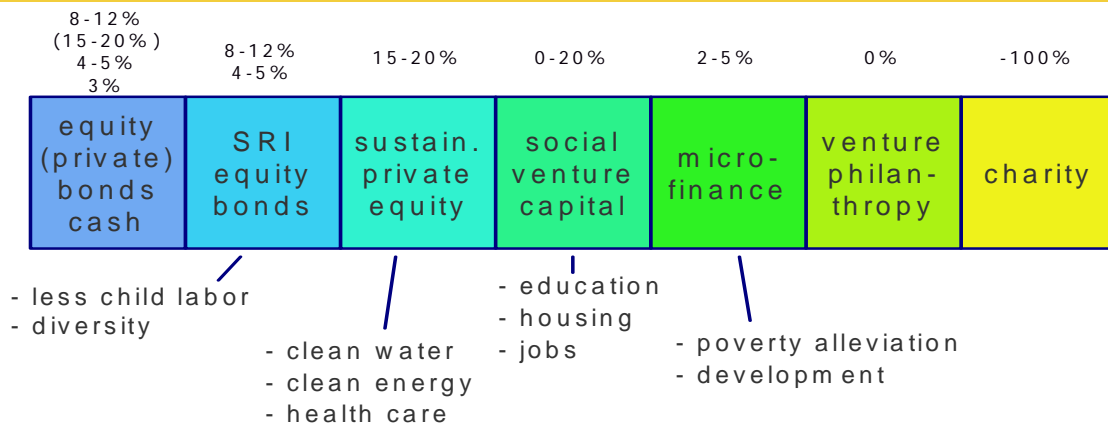 8-12%
(15-20%)
4-5%
3%
8-12%
4-5%
15-20%
0-20%
2-5%
0%
-100%
equity
(private)
bonds
cash
SRI
equity
bonds
sustain.
private
equity
social
venture
capital
micro-
finance
venture
philan-
thropy
charity
- less child labor
- diversity
- clean water
- clean energy
- health care
- education
- housing
- jobs
- poverty alleviation
- development